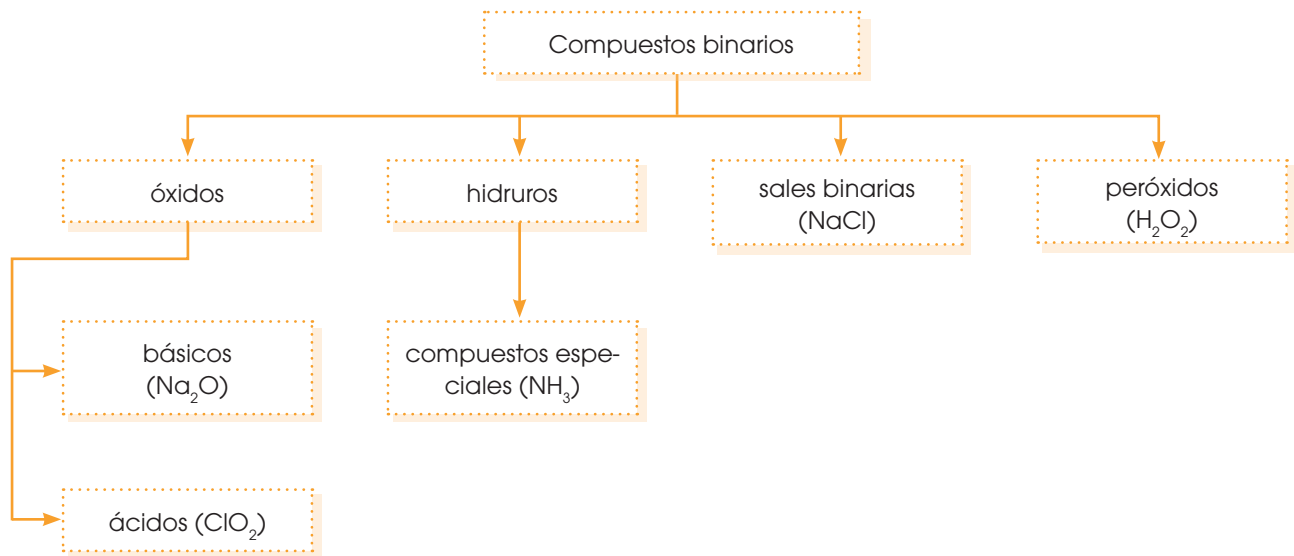 Compuestos binarios
óxidos
hidruros
sales binarias
(NaCl)
peróxidos
(H₂O₂)
básicos
(Na₂O)
compuestos espe-
ciales (NH₃)
ácidos (ClO₂)